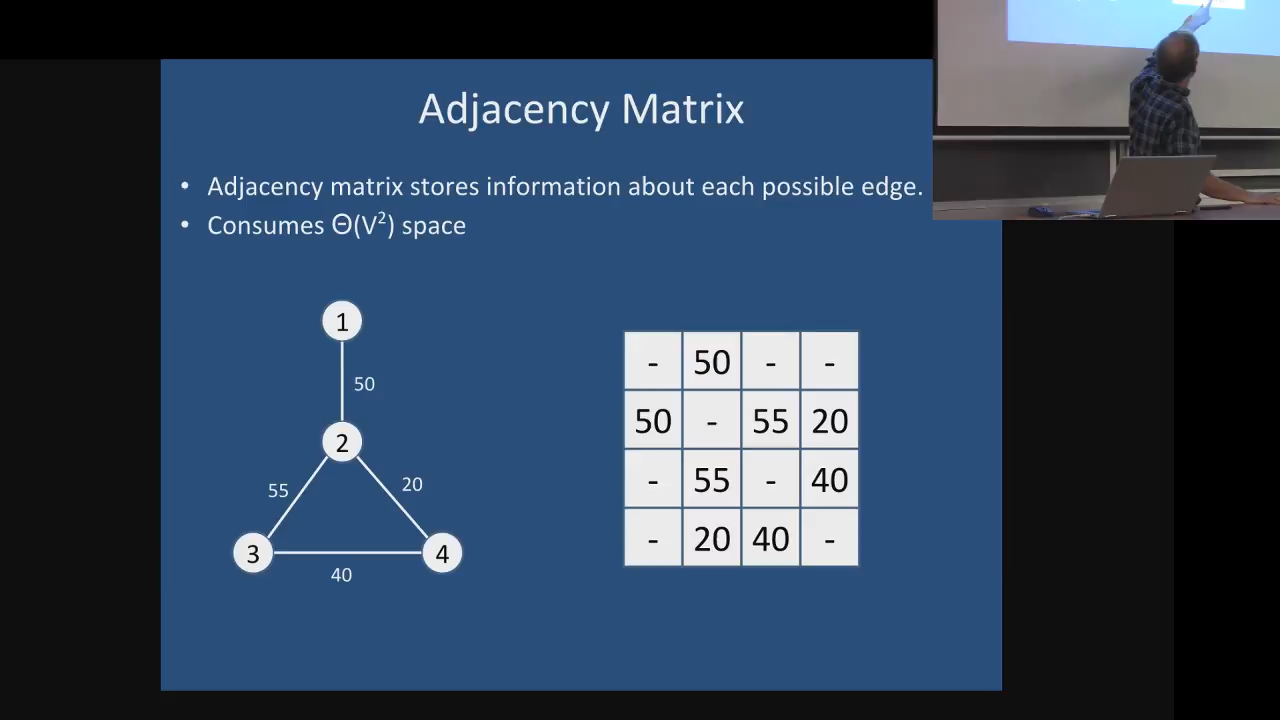 Adjacency Matrix
• Adjacency matrix stores information about each possible edge.
• Consumes Θ(V²) space
1
50
2
55
20
3
4
40
- 50 - -
50 - 55 20
- 55 - 40
- 20 40 -